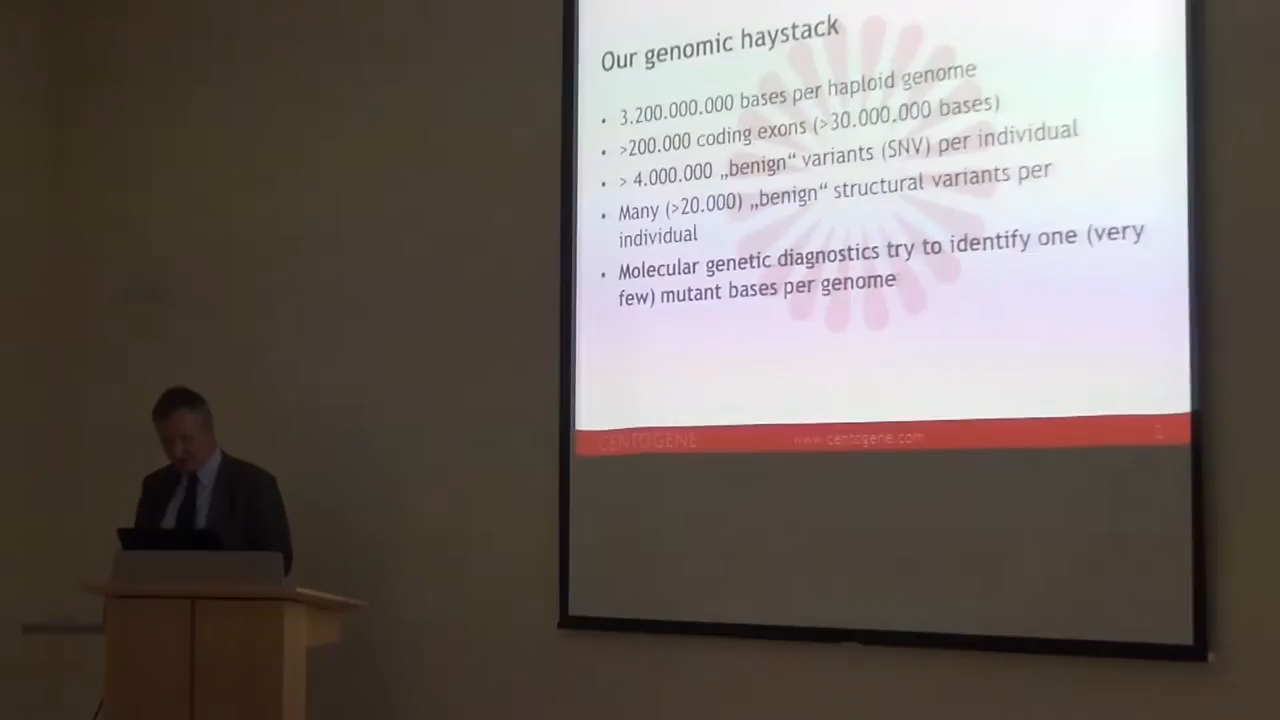 Our genomic haystack
• 3.200.000.000 bases per haploid genome
• >200.000 coding exons (>30.000.000 bases)
• > 4.000.000 „benign“ variants (SNV) per individual
• Many (>20.000) „benign“ structural variants per
individual
• Molecular genetic diagnostics try to identify one (very
few) mutant bases per genome
CENTOGENE www.centogene.com 2